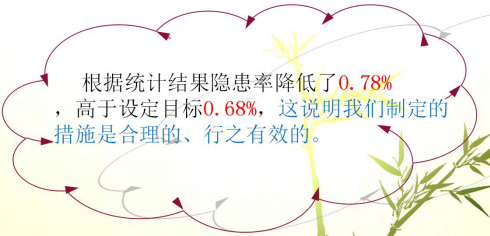 根据统计结果隐患率降低了0.78%
，高于设定目标0.68%，这说明我们制定的
措施是合理的、行之有效的。